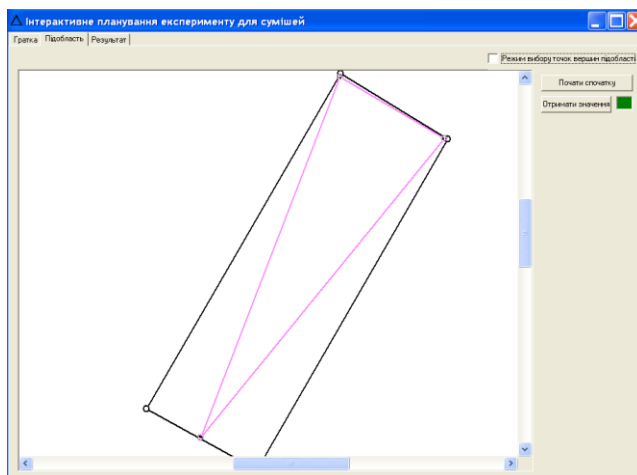 Інтерактивне планування експерименту для сумішей
Гратка Підобласть Результат
Режим вибору точок вершин підобласті
Почати спочатку
Отримати значення